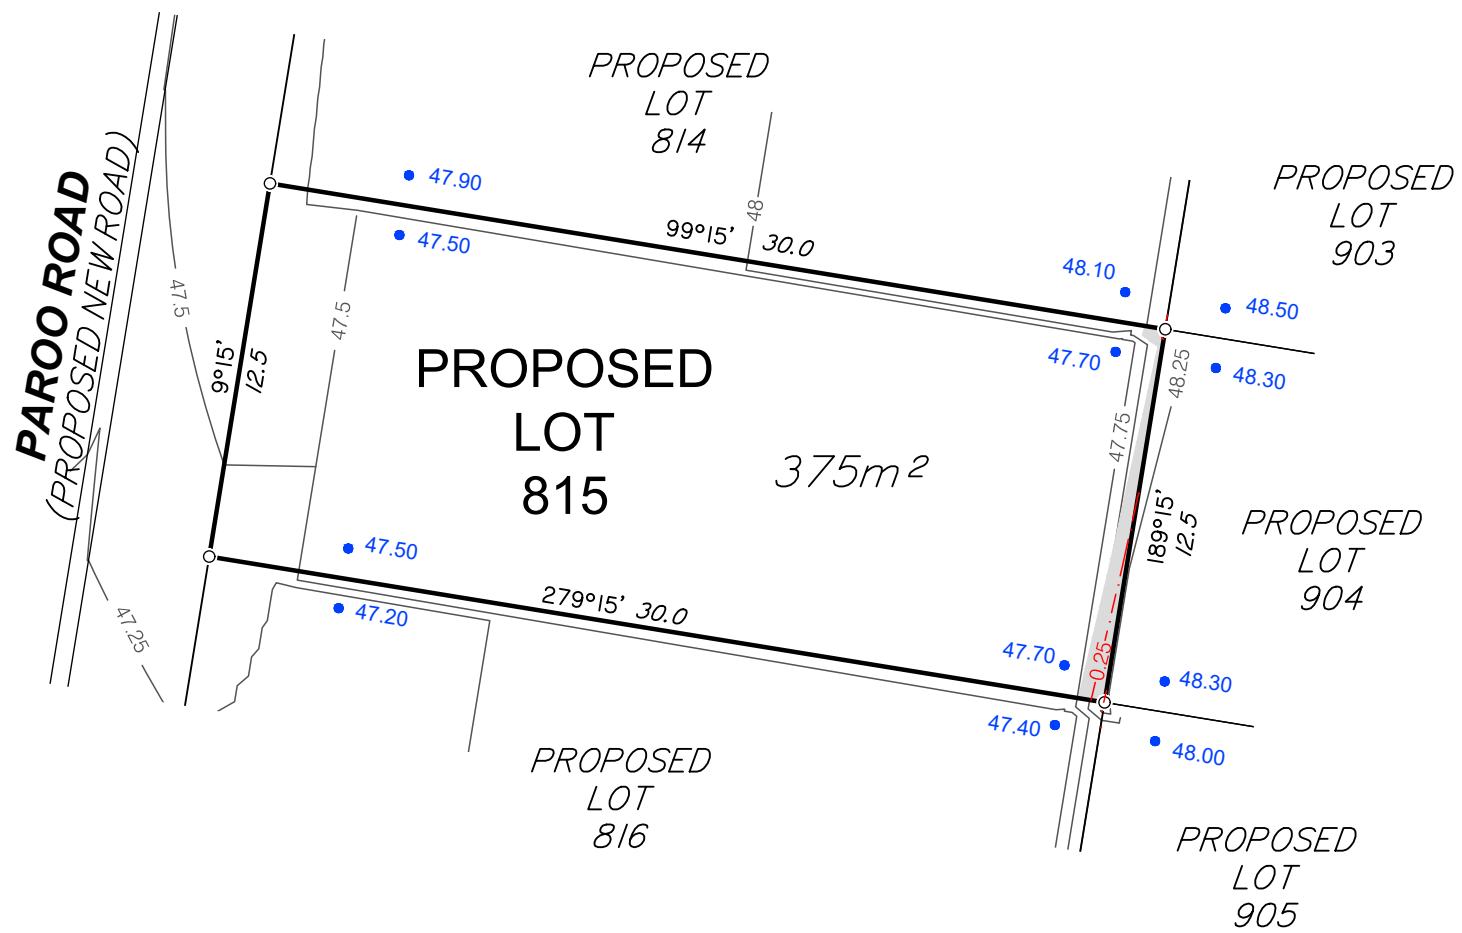 PROPOSED
LOT
814
PROPOSED
LOT
903
PAROO ROAD
(PROPOSED NEW ROAD)
47.90
47.50
48
99°15' 30.0
48.10
48.50
47.70
48.30
48.25
47.5
47.5
9°15'
12.5
PROPOSED
LOT
815
375m²
47.75
189°15'
12.5
PROPOSED
LOT
904
47.50
47.20
279°15' 30.0
47.25
47.70
0.25
48.30
47.40
48.00
PROPOSED
LOT
816
PROPOSED
LOT
905